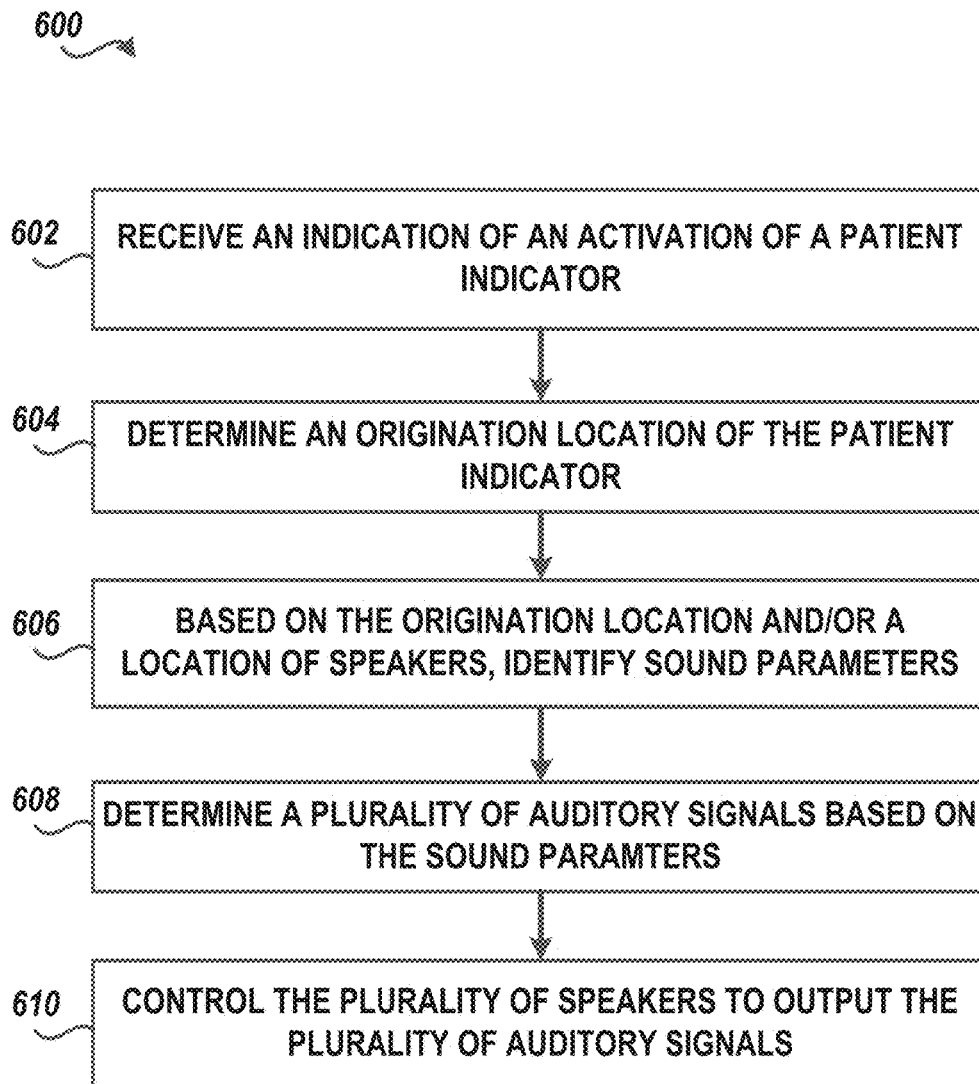 600
602
RECEIVE AN INDICATION OF AN ACTIVATION OF A PATIENT
INDICATOR
604
DETERMINE AN ORIGINATION LOCATION OF THE PATIENT
INDICATOR
606
BASED ON THE ORIGINATION LOCATION AND/OR A
LOCATION OF SPEAKERS, IDENTIFY SOUND PARAMETERS
608
DETERMINE A PLURALITY OF AUDITORY SIGNALS BASED ON
THE SOUND PARAMTERS
610
CONTROL THE PLURALITY OF SPEAKERS TO OUTPUT THE
PLURALITY OF AUDITORY SIGNALS